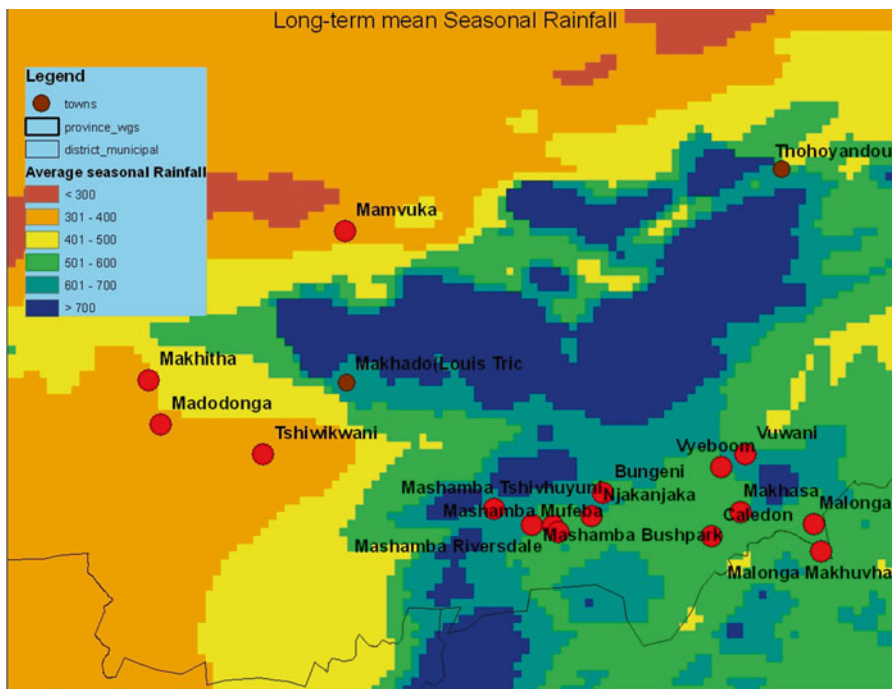 Long-term mean Seasonal Rainfall
Legend
towns
province_wgs
district_municipal
Average seasonal Rainfall
< 300
301 - 400
401 - 500
501 - 600
601 - 700
> 700
Thohoyandou
Mamvuka
Makhitha
Makhado(Louis Tric
Madodonga
Tshiwikwani
Vyeboom
Vuwani
Bungeni
Mashamba Tshivhuyuni
Njakanjaka
Makhasa
Malonga
Mashamba Mufeba
Caledon
Mashamba Bushpark
Mashamba Riversdale
Malonga Makhuvha